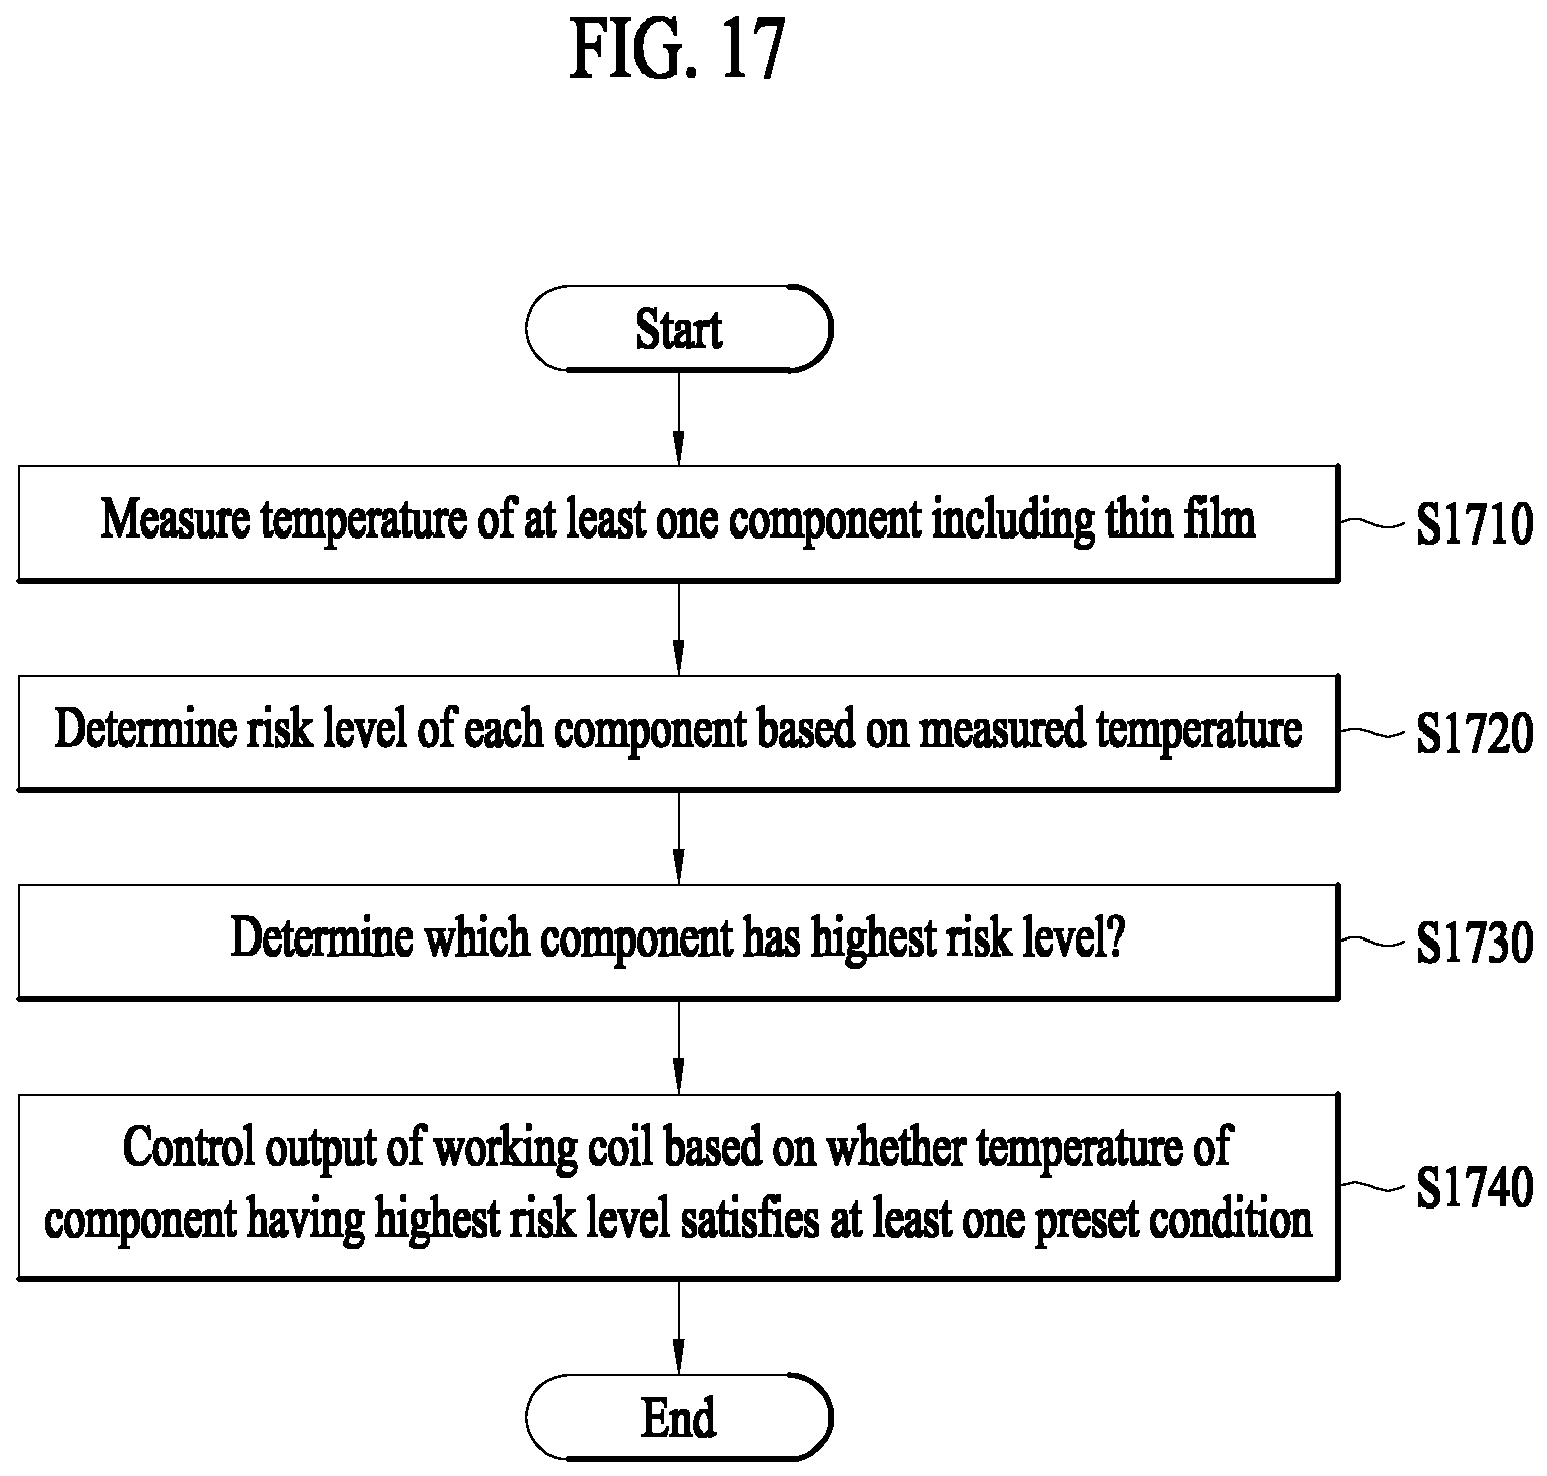 FIG. 17
Start
Measure temperature of at least one component including thin film
S1710
Determine risk level of each component based on measured temperature
S1720
Determine which component has highest risk level?
S1730
Control output of working coil based on whether temperature of
component having highest risk level satisfies at least one preset condition
S1740
End